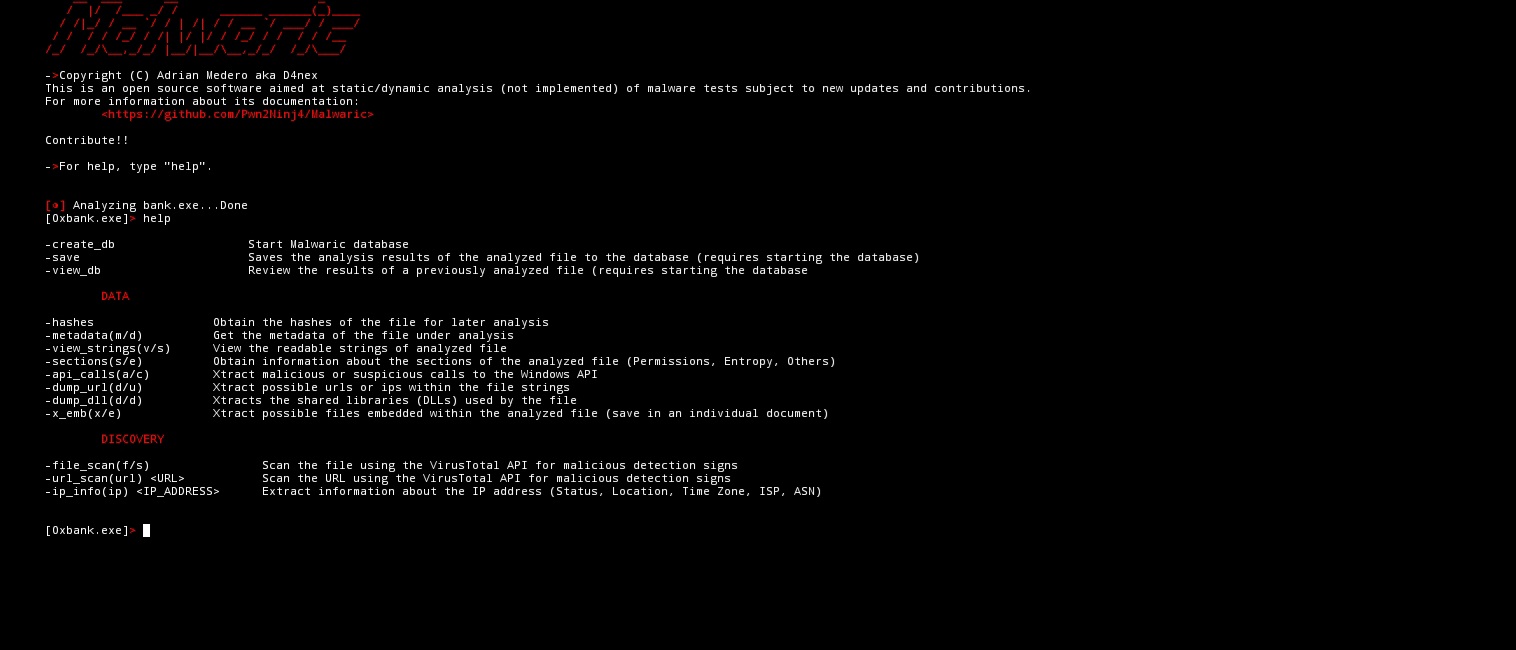 ->Copyright (C) Adrian Medero aka D4nex
This is an open source software aimed at static/dynamic analysis (not implemented) of malware tests subject to new updates and contributions.
For more information about its documentation:
<https://github.com/Pwn2Ninj4/Malwaric>
Contribute!!
->For help, type "help".
[+] Analyzing bank.exe...Done
[0xbank.exe]> help
-create_db Start Malwaric database
-save Saves the analysis results of the analyzed file to the database (requires starting the database)
-view_db Review the results of a previously analyzed file (requires starting the database
DATA
-hashes Obtain the hashes of the file for later analysis
-metadata(m/d) Get the metadata of the file under analysis
-view_strings(v/s) View the readable strings of analyzed file
-sections(s/e) Obtain information about the sections of the analyzed file (Permissions, Entropy, Others)
-api_calls(a/c) Xtract malicious or suspicious calls to the Windows API
-dump_url(d/u) Xtract possible urls or ips within the file strings
-dump_dll(d/d) Xtracts the shared libraries (DLLs) used by the file
-x_emb(x/e) Xtract possible files embedded within the analyzed file (save in an individual document)
DISCOVERY
-file_scan(f/s) Scan the file using the VirusTotal API for malicious detection signs
-url_scan(url) <URL> Scan the URL using the VirusTotal API for malicious detection signs
-ip_info(ip) <IP_ADDRESS> Extract information about the IP address (Status, Location, Time Zone, ISP, ASN)
[0xbank.exe]>